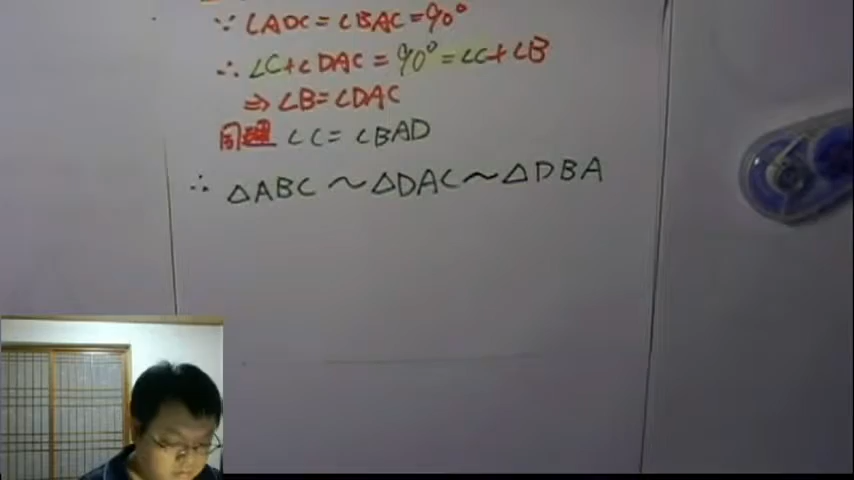 ∵ ∠ADC = ∠BAC = 90°
∴ ∠C+∠DAC = 90° = ∠C+∠B
⇒ ∠B=∠DAC
同理 ∠C = ∠BAD
∴ △ABC ～ △DAC ～ △DBA